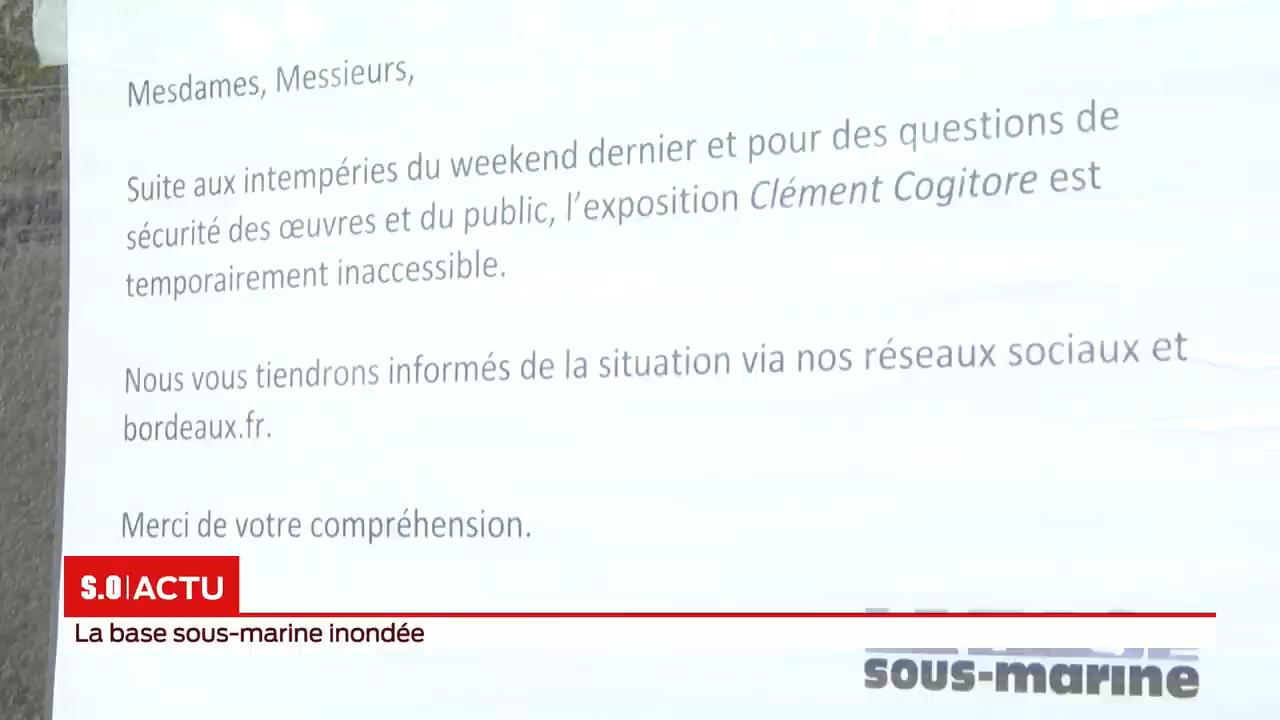 Mesdames, Messieurs,
Suite aux intempéries du weekend dernier et pour des questions de
sécurité des œuvres et du public, l'exposition Clément Cogitore est
temporairement inaccessible.
Nous vous tiendrons informés de la situation via nos réseaux sociaux et
bordeaux.fr.
Merci de votre compréhension.
S.O|ACTU
La base sous-marine inondée
sous-marine